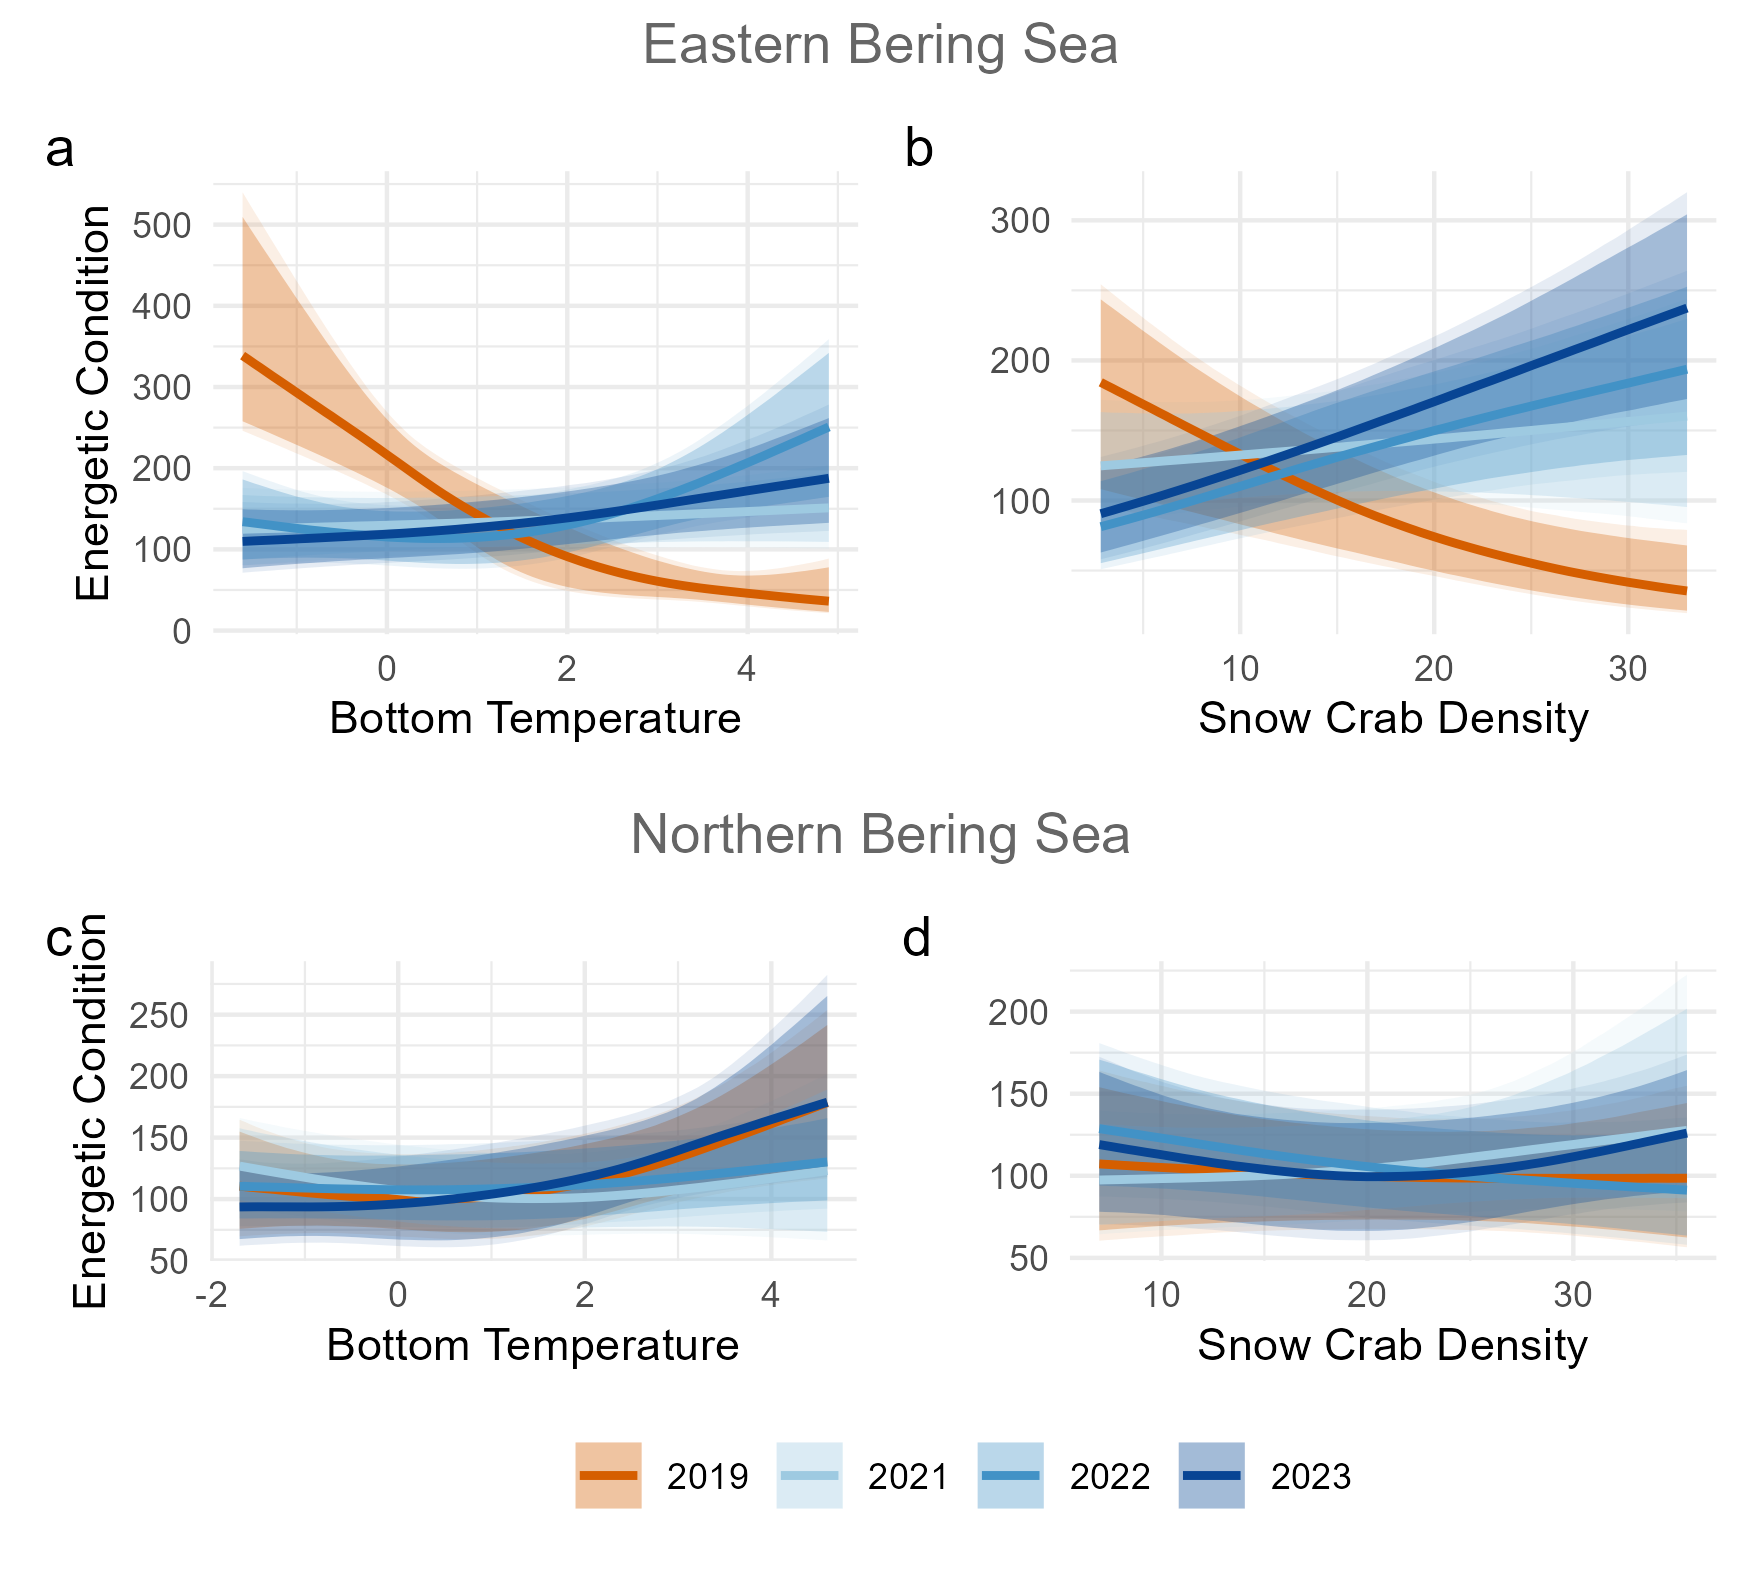 Eastern Bering Sea
a
b
Energetic Condition
500
400
300
200
100
0
0 2 4
Bottom Temperature
300
200
100
10 20 30
Snow Crab Density
Northern Bering Sea
c
d
Energetic Condition
250
200
150
100
50
-2 0 2 4
Bottom Temperature
200
150
100
50
10 20 30
Snow Crab Density
2019 2021 2022 2023